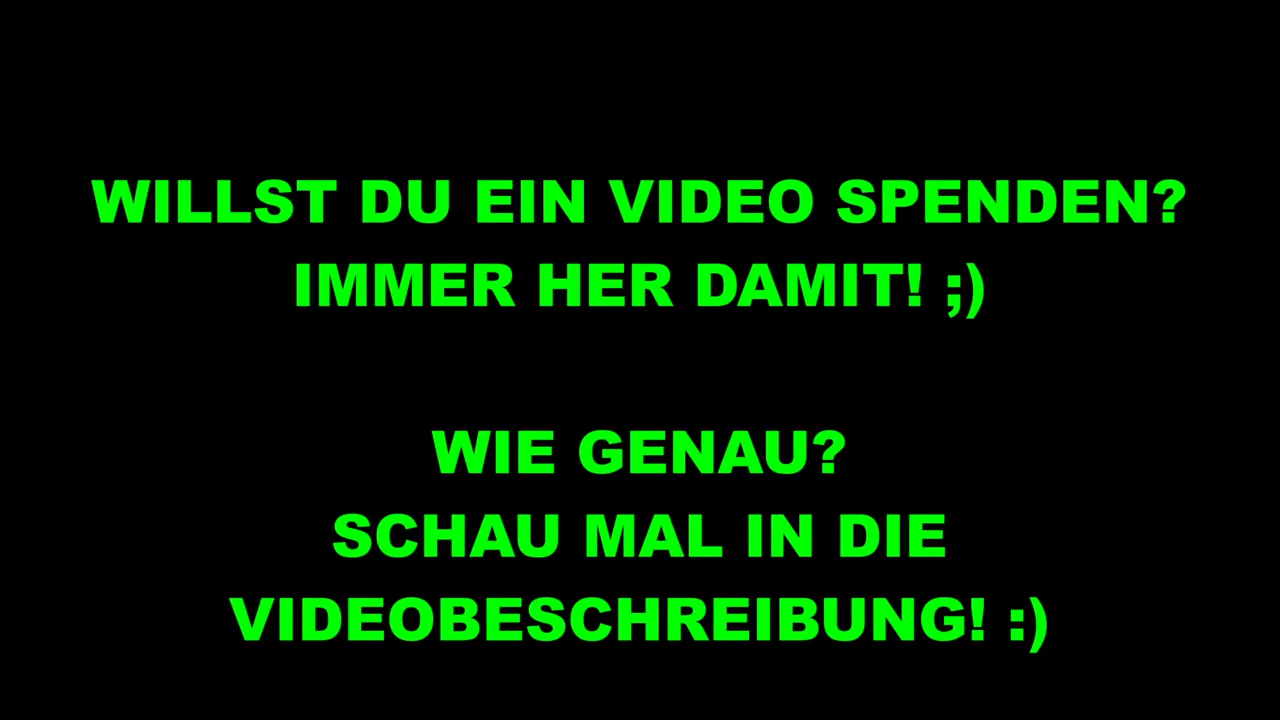 WILLST DU EIN VIDEO SPENDEN?
IMMER HER DAMIT! ;)
WIE GENAU?
SCHAU MAL IN DIE
VIDEOBESCHREIBUNG! :)